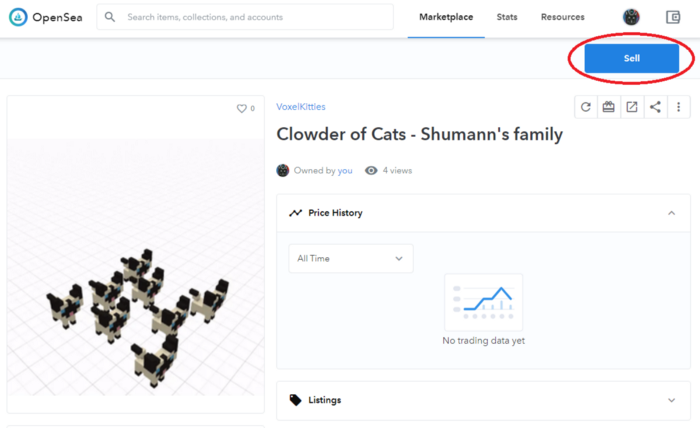 OpenSea
Search items, collections, and accounts
Marketplace
Stats
Resources
Sell
0
VoxelKitties
Clowder of Cats - Shumann's family
Owned by you
4 views
Price History
All Time
No trading data yet
Listings